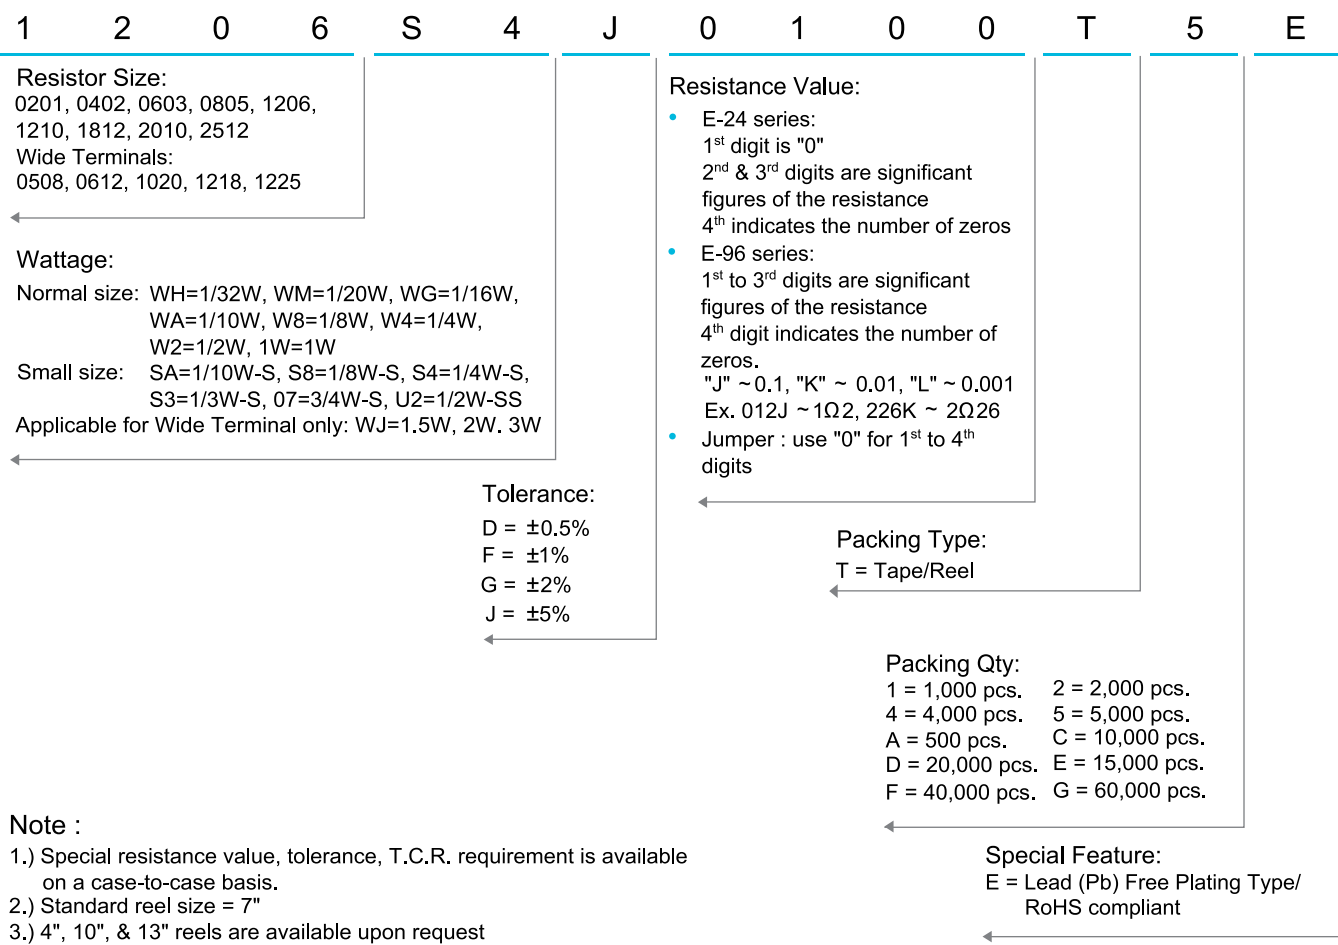 1 2 0 6 S 4 J 0 1 0 0 T 5 E
Resistor Size:
0201, 0402, 0603, 0805, 1206,
1210, 1812, 2010, 2512
Wide Terminals:
0508, 0612, 1020, 1218, 1225
Wattage:
Normal size: WH=1/32W, WM=1/20W, WG=1/16W,
WA=1/10W, W8=1/8W, W4=1/4W,
W2=1/2W, 1W=1W
Small size: SA=1/10W-S, S8=1/8W-S, S4=1/4W-S,
S3=1/3W-S, 07=3/4W-S, U2=1/2W-SS
Applicable for Wide Terminal only: WJ=1.5W, 2W. 3W
Tolerance:
D = ±0.5%
F = ±1%
G = ±2%
J = ±5%
Resistance Value:
• E-24 series:
1st digit is "0"
2nd & 3rd digits are significant
figures of the resistance
4th indicates the number of zeros
• E-96 series:
1st to 3rd digits are significant
figures of the resistance
4th digit indicates the number of
zeros.
"J" ~ 0.1, "K" ~ 0.01, "L" ~ 0.001
Ex. 012J ~ 1Ω2, 226K ~ 2Ω26
• Jumper : use "0" for 1st to 4th
digits
Packing Type:
T = Tape/Reel
Packing Qty:
1 = 1,000 pcs. 2 = 2,000 pcs.
4 = 4,000 pcs. 5 = 5,000 pcs.
A = 500 pcs. C = 10,000 pcs.
D = 20,000 pcs. E = 15,000 pcs.
F = 40,000 pcs. G = 60,000 pcs.
Special Feature:
E = Lead (Pb) Free Plating Type/
RoHS compliant
Note :
1.) Special resistance value, tolerance, T.C.R. requirement is available
on a case-to-case basis.
2.) Standard reel size = 7"
3.) 4", 10", & 13" reels are available upon request